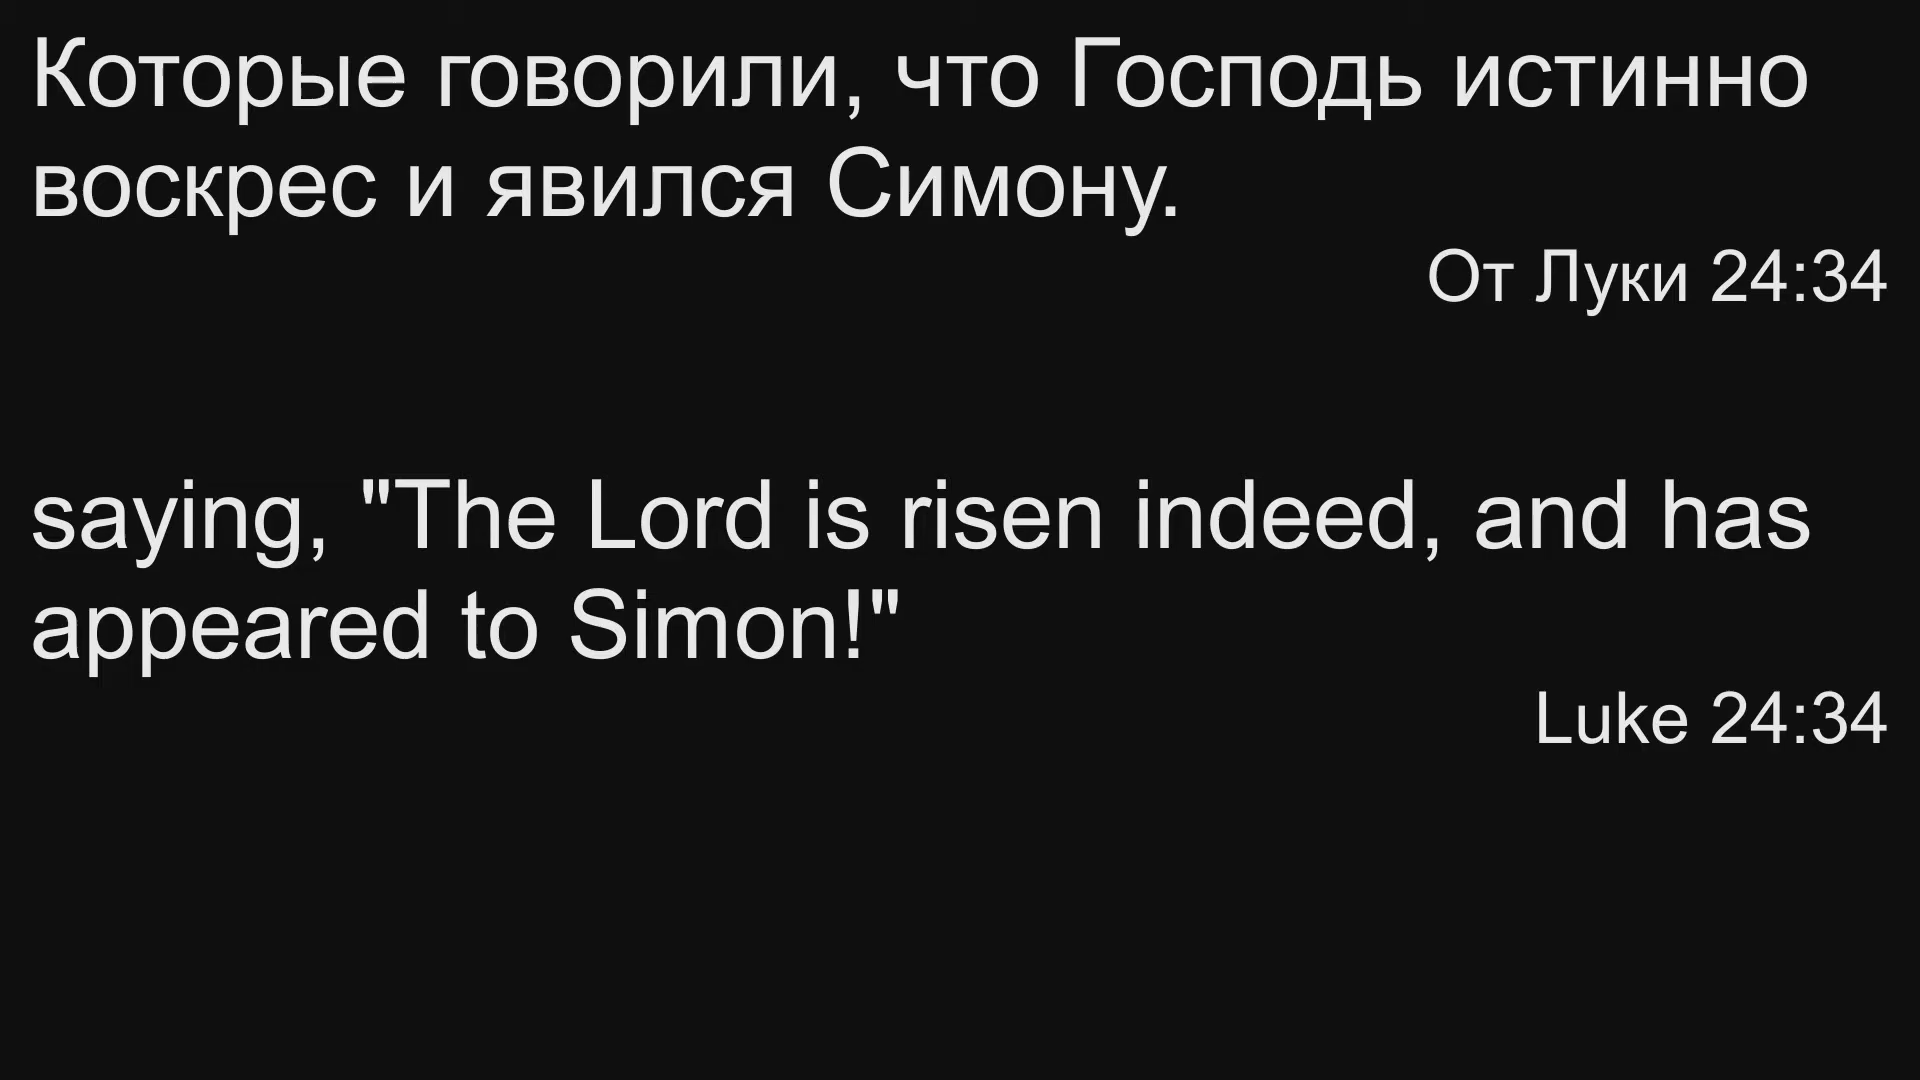 Которые говорили, что Господь истинно
воскрес и явился Симону.
От Луки 24:34
saying, "The Lord is risen indeed, and has
appeared to Simon!"
Luke 24:34